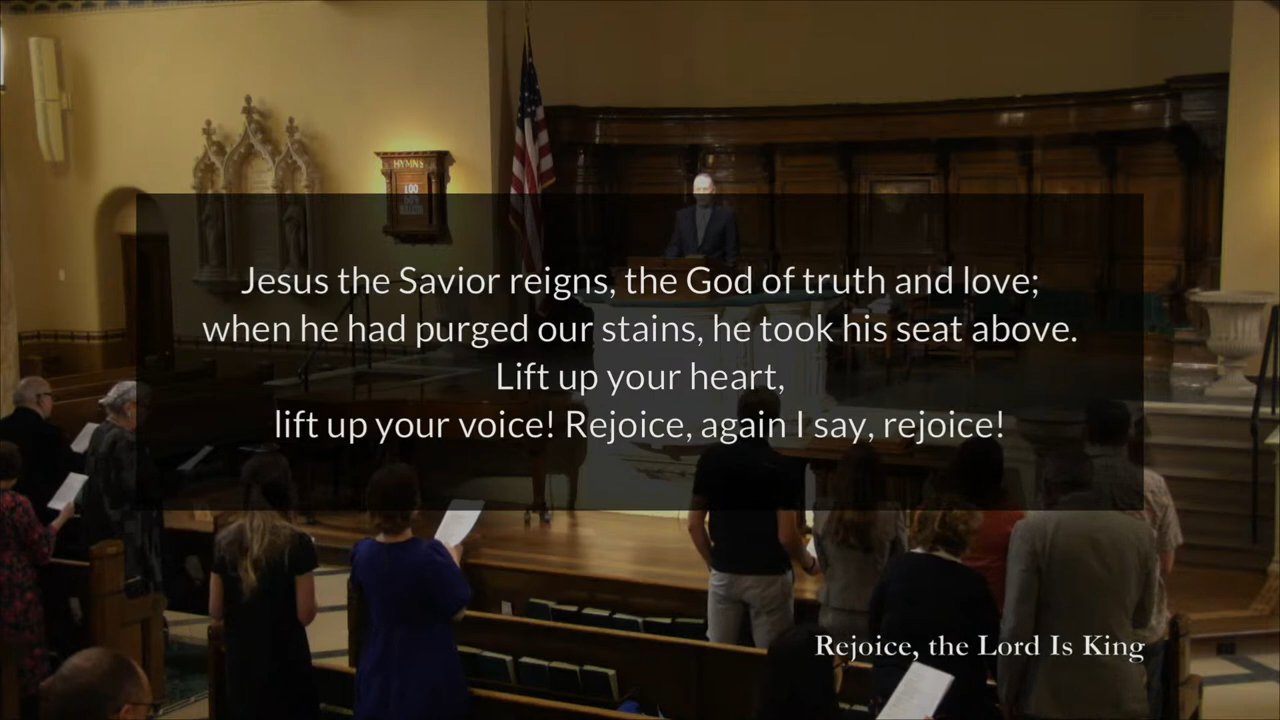 HYMNS
100
Jesus the Savior reigns, the God of truth and love;
when he had purged our stains, he took his seat above.
Lift up your heart,
lift up your voice! Rejoice, again I say, rejoice!
Rejoice, the Lord Is King